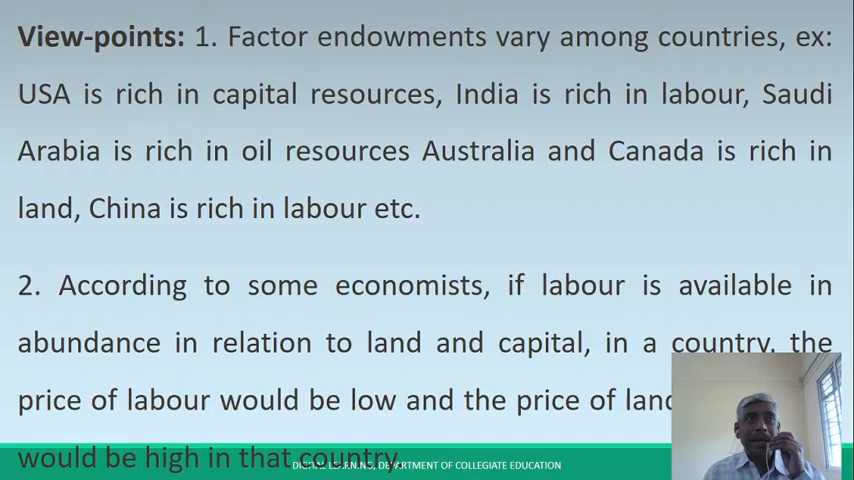 View-points: 1. Factor endowments vary among countries, ex:
USA is rich in capital resources, India is rich in labour, Saudi
Arabia is rich in oil resources Australia and Canada is rich in
land, China is rich in labour etc.
2. According to some economists, if labour is available in
abundance in relation to land and capital, in a country, the
price of labour would be low and the price of land
would be high in that country.
DIGITAL LEARNING, DEPARTMENT OF COLLEGIATE EDUCATION